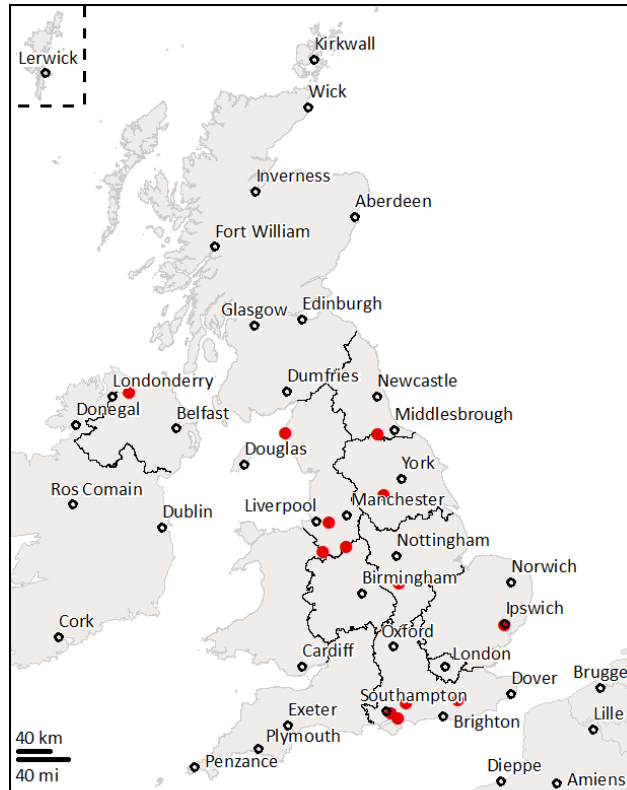 Kirkwall
Lerwick
Wick
Inverness
Aberdeen
Fort William
Glasgow
Edinburgh
Dumfries
Londonderry
Newcastle
Donegal
Belfast
Middlesbrough
Douglas
York
Ros Comain
Manchester
Liverpool
Dublin
Nottingham
Birmingham
Norwich
Ipswich
Cork
Oxford
Cardiff
London
Dover
Brugge
Southampton
Exeter
Brighton
Lille
Plymouth
40 km
Penzance
Dieppe
40 mi
Amiens